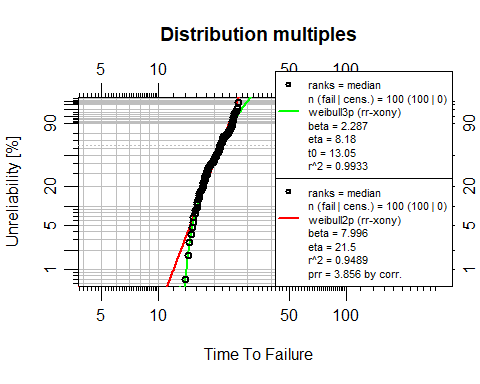 Distribution multiples
5 10 50 100
ranks = median
n (fail | cens.) = 100 (100 | 0)
weibull3p (rr-xony)
beta = 2.287
eta = 8.18
t0 = 13.05
r^2 = 0.9933
ranks = median
n (fail | cens.) = 100 (100 | 0)
weibull2p (rr-xony)
beta = 7.996
eta = 21.5
r^2 = 0.9489
prr = 3.856 by corr.
Unreliability [%]
90
20
5
1
90
20
5
1
5 10 50 100
Time To Failure